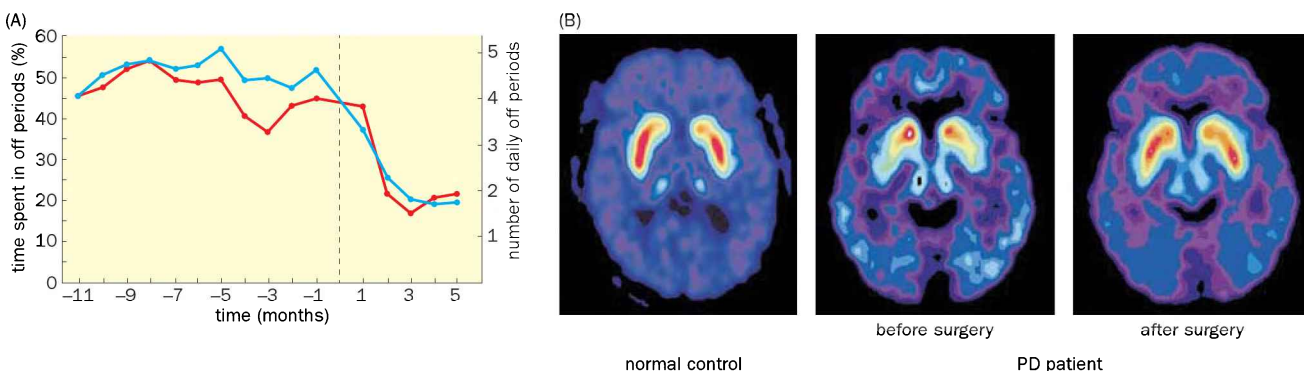 (A)
time spent in off periods (%)
60
50
40
30
20
10
0
5
4
3
2
1
number of daily off periods
–11 –9 –7 –5 –3 –1 1 3 5
time (months)
(B)
before surgery after surgery
normal control PD patient